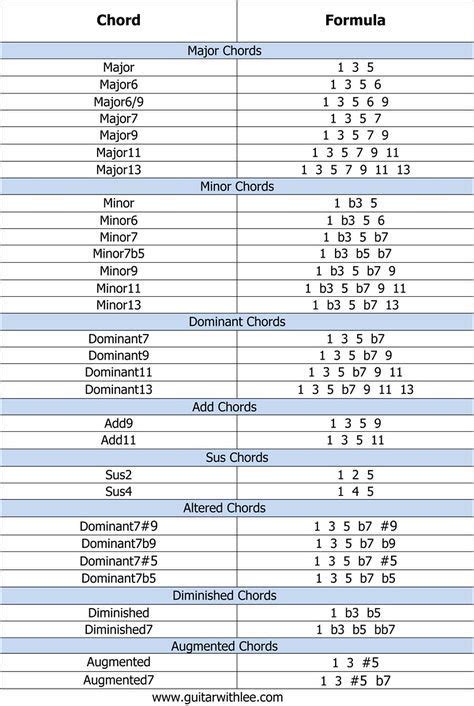 Chord Formula
Major Chords
Major 1 3 5
Major6 1 3 5 6
Major6/9 1 3 5 6 9
Major7 1 3 5 7
Major9 1 3 5 7 9
Major11 1 3 5 7 9 11
Major13 1 3 5 7 9 11 13
Minor Chords
Minor 1 b3 5
Minor6 1 b3 5 6
Minor7 1 b3 5 b7
Minor7b5 1 b3 b5 b7
Minor9 1 b3 5 b7 9
Minor11 1 b3 5 b7 9 11
Minor13 1 b3 5 b7 9 11 13
Dominant Chords
Dominant7 1 3 5 b7
Dominant9 1 3 5 b7 9
Dominant11 1 3 5 b7 9 11
Dominant13 1 3 5 b7 9 11 13
Add Chords
Add9 1 3 5 9
Add11 1 3 5 11
Sus Chords
Sus2 1 2 5
Sus4 1 4 5
Altered Chords
Dominant7#9 1 3 5 b7 #9
Dominant7b9 1 3 5 b7 b9
Dominant7#5 1 3 5 b7 #5
Dominant7b5 1 3 5 b7 b5
Diminished Chords
Diminished 1 b3 b5
Diminished7 1 b3 b5 bb7
Augmented Chords
Augmented 1 3 #5
Augmented7 1 3 #5 b7
www.guitarwithlee.com